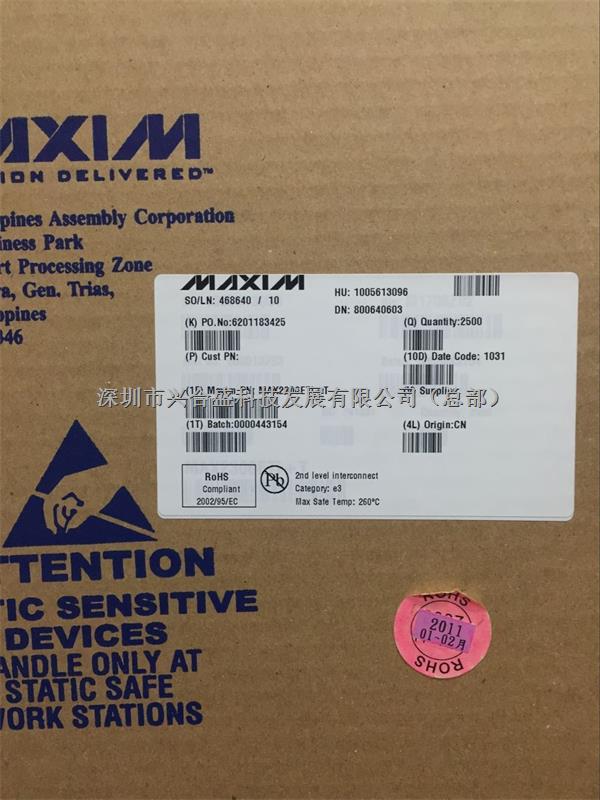 MAXIM
ION DELIVERED™
pines Assembly Corporation
iness Park
rt Processing Zone
a, Gen. Trias,
ppines
346
MAXIM
SO/LN: 468640 / 10
HU: 1005613096
DN: 800640603
(K) PO.No:6201183425
(Q) Quantity:2500
(P) Cust PN:
(10D) Date Code: 1031
深圳市兴合盛科技发展有限公司（总部）
(1T) Batch:0000443154
(4L) Origin:CN
RoHS
Compliant
2002/95/EC
Pb
2nd level interconnect
Category: e3
Max Safe Temp: 260°C
TTENTION
TIC SENSITIVE
DEVICES
ANDLE ONLY AT
STATIC SAFE
WORK STATIONS
ROHS
2011
01-02月
ROHS